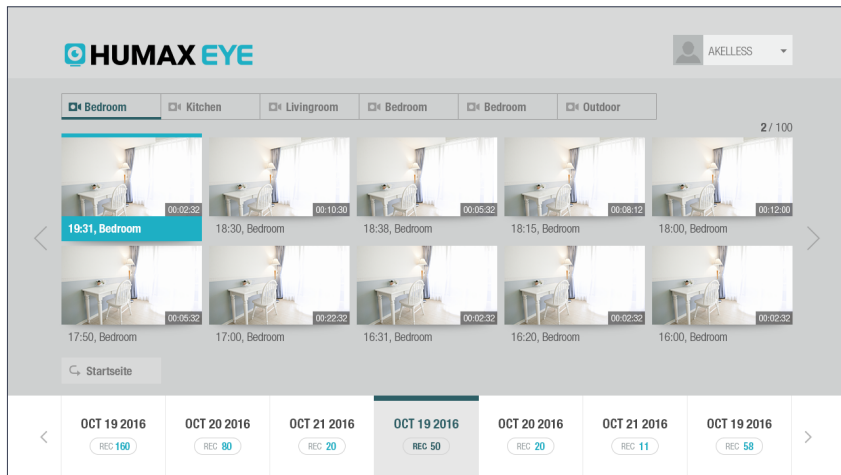 HUMAX EYE
AKELLESS
Bedroom Kitchen Livingroom Bedroom Bedroom Outdoor
2 / 100
00:02:32 00:10:30 00:05:32 00:08:12 00:12:00
19:31, Bedroom 18:30, Bedroom 18:38, Bedroom 18:15, Bedroom 18:00, Bedroom
00:05:32 00:22:32 00:02:32 00:02:32 00:02:32
17:50, Bedroom 17:00, Bedroom 16:31, Bedroom 16:20, Bedroom 16:00, Bedroom
Startseite
OCT 19 2016 OCT 20 2016 OCT 21 2016 OCT 19 2016 OCT 20 2016 OCT 21 2016 OCT 19 2016
REC 160 REC 80 REC 20 REC 50 REC 20 REC 11 REC 58